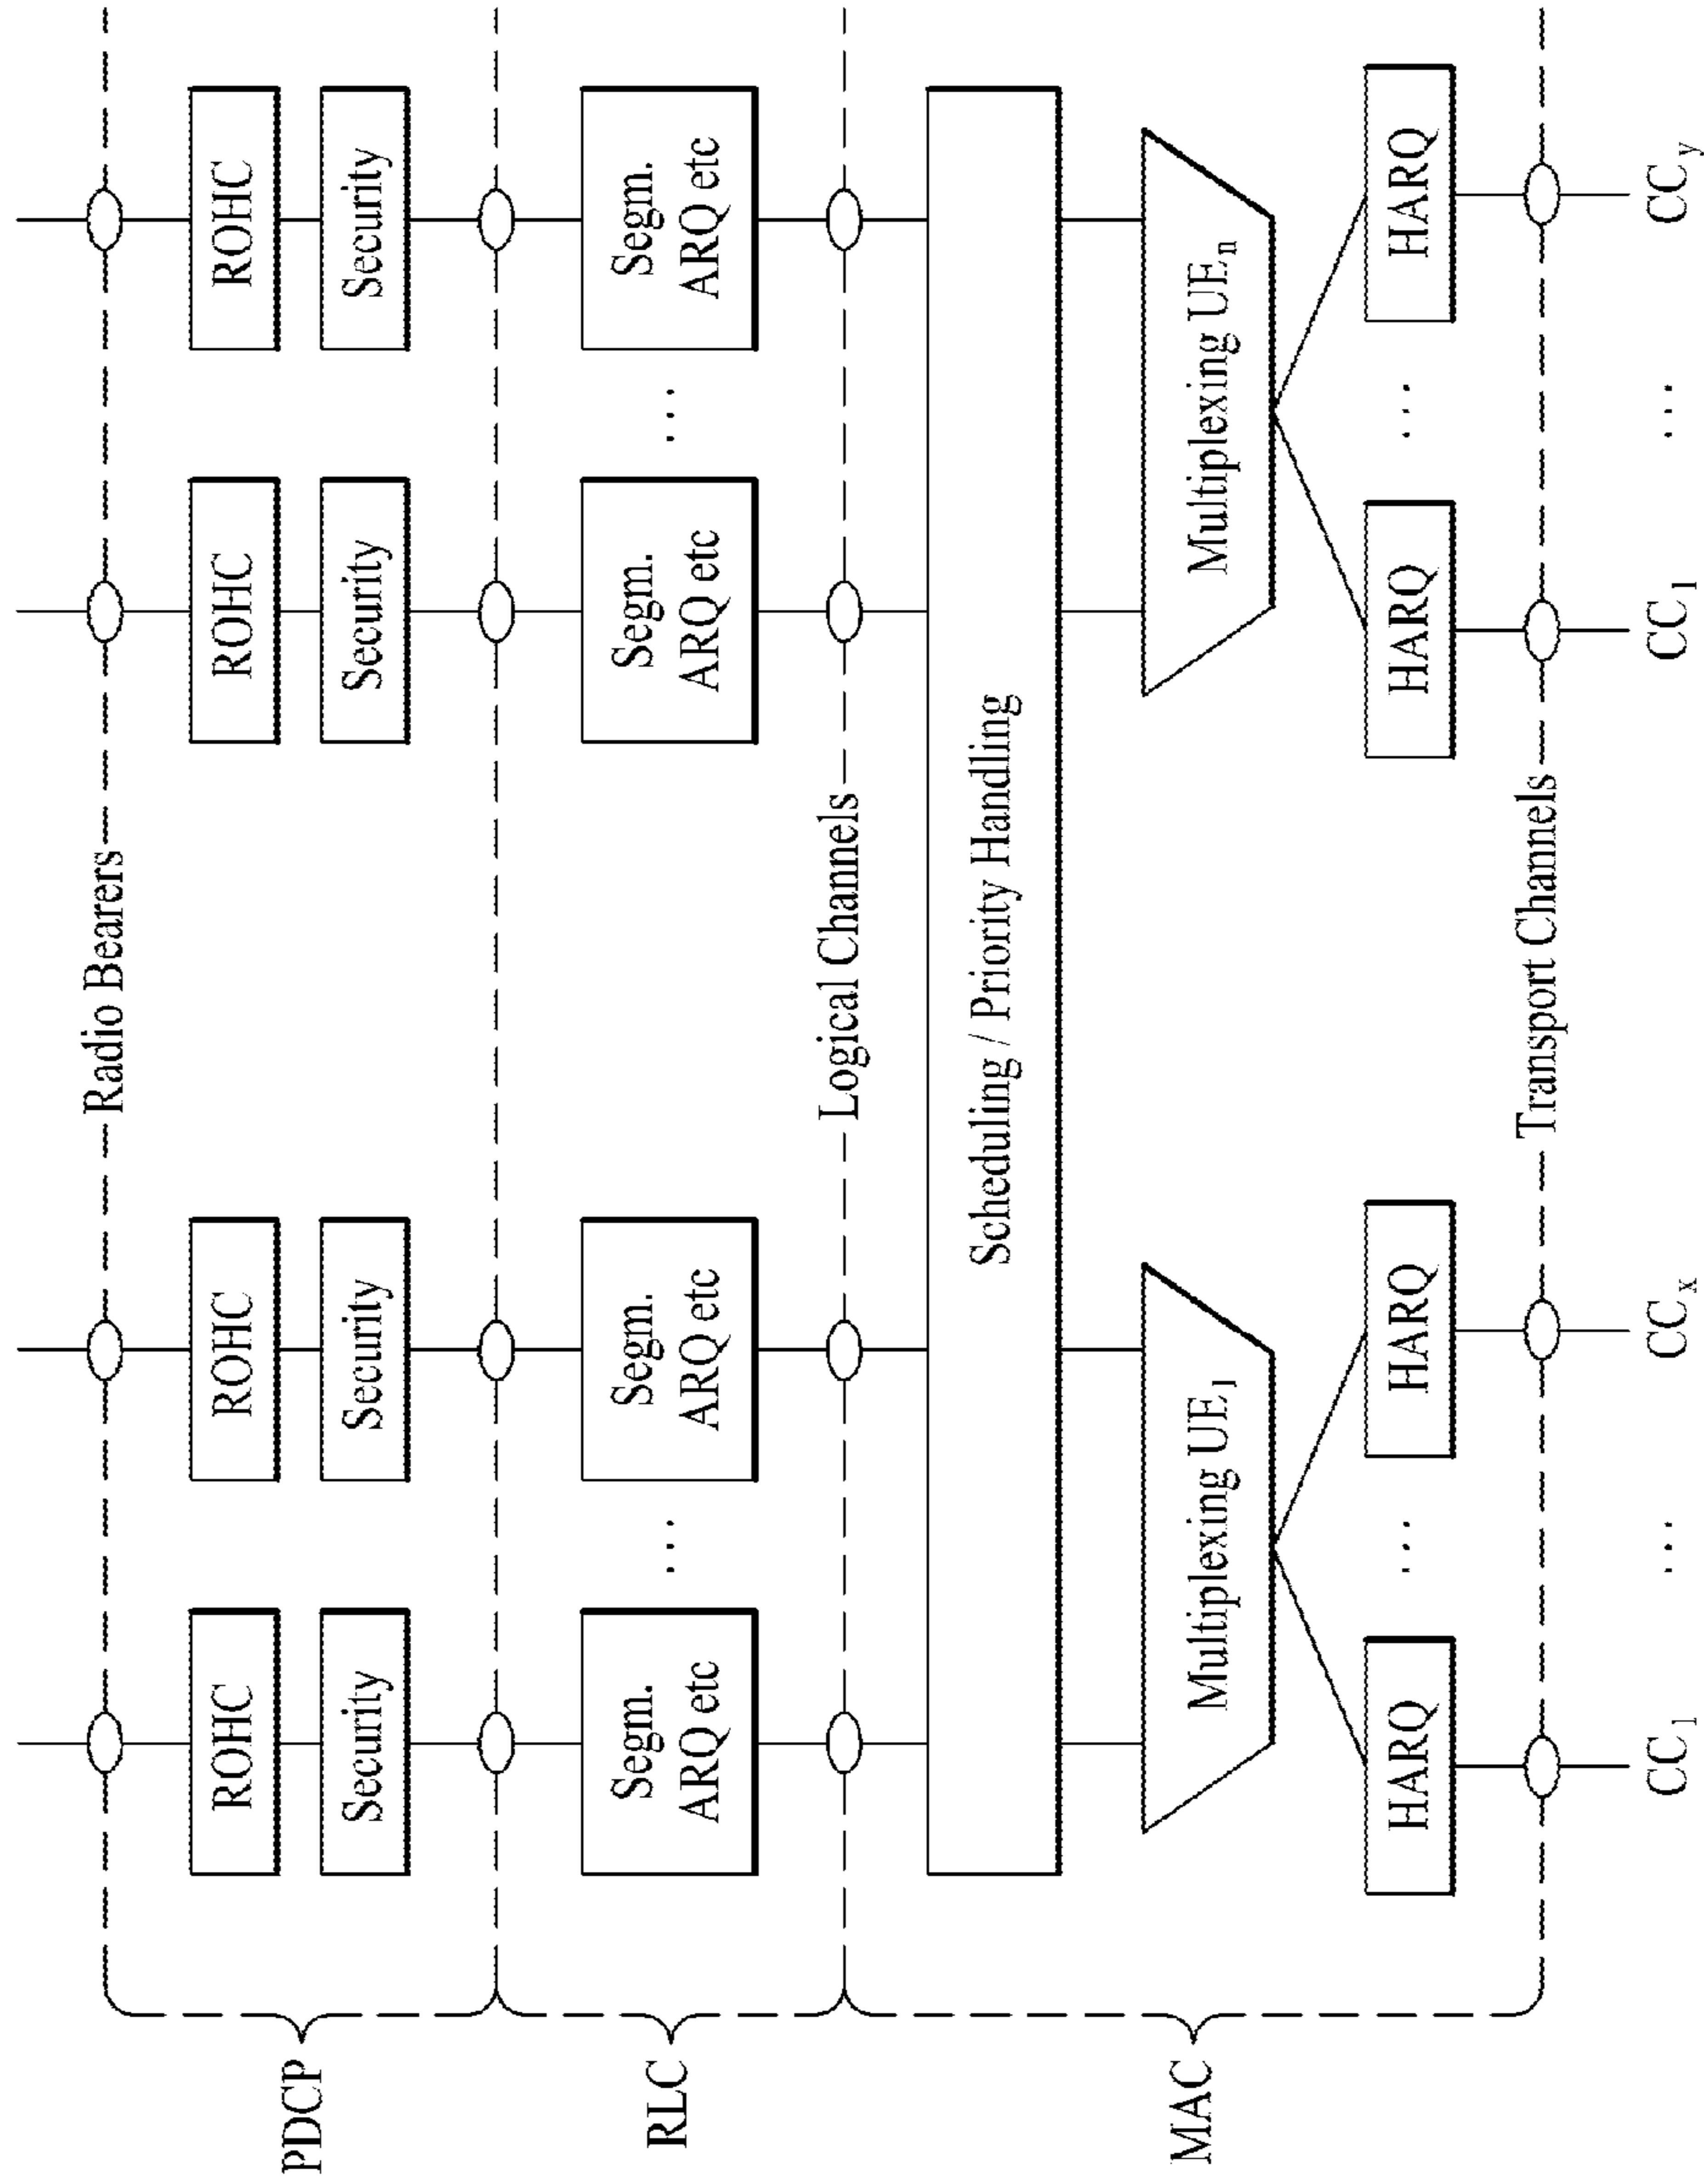 Radio Bearers
PDCP
ROHC
ROHC
ROHC
ROHC
Security
Security
Security
Security
RLC
Segm.
ARQ etc
...
Segm.
ARQ etc
Segm.
ARQ etc
...
Segm.
ARQ etc
Logical Channels
MAC
Scheduling / Priority Handling
Multiplexing UE1
Multiplexing UEn
HARQ
...
HARQ
HARQ
...
HARQ
Transport Channels
CC1
...
CCx
CC1
...
CCy